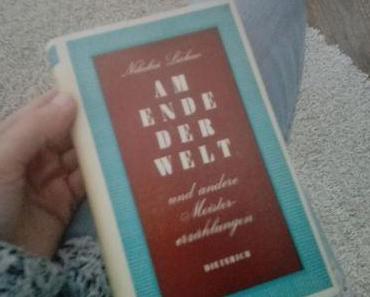 Nikolai Leskow
AM
ENDE
DER
WELT
und andere
Meister-
erzählungen
DIETERICH